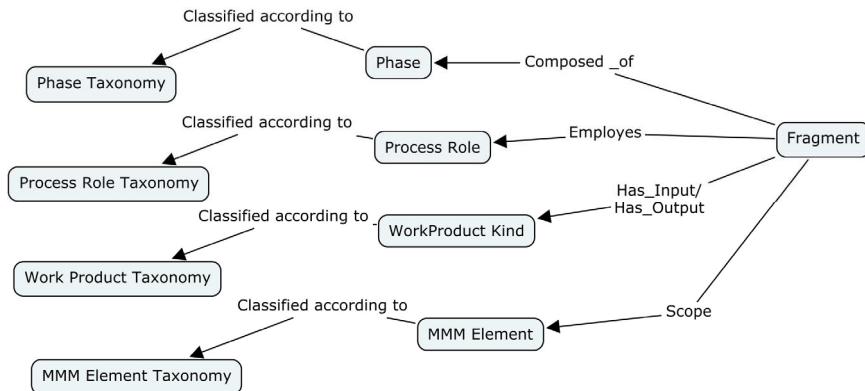 Classified according to
Phase Taxonomy
Phase
Composed _of
Classified according to
Process Role
Employes
Fragment
Process Role Taxonomy
Has_Input/
Has_Output
Classified according to
WorkProduct Kind
Work Product Taxonomy
Classified according to
MMM Element
Scope
MMM Element Taxonomy